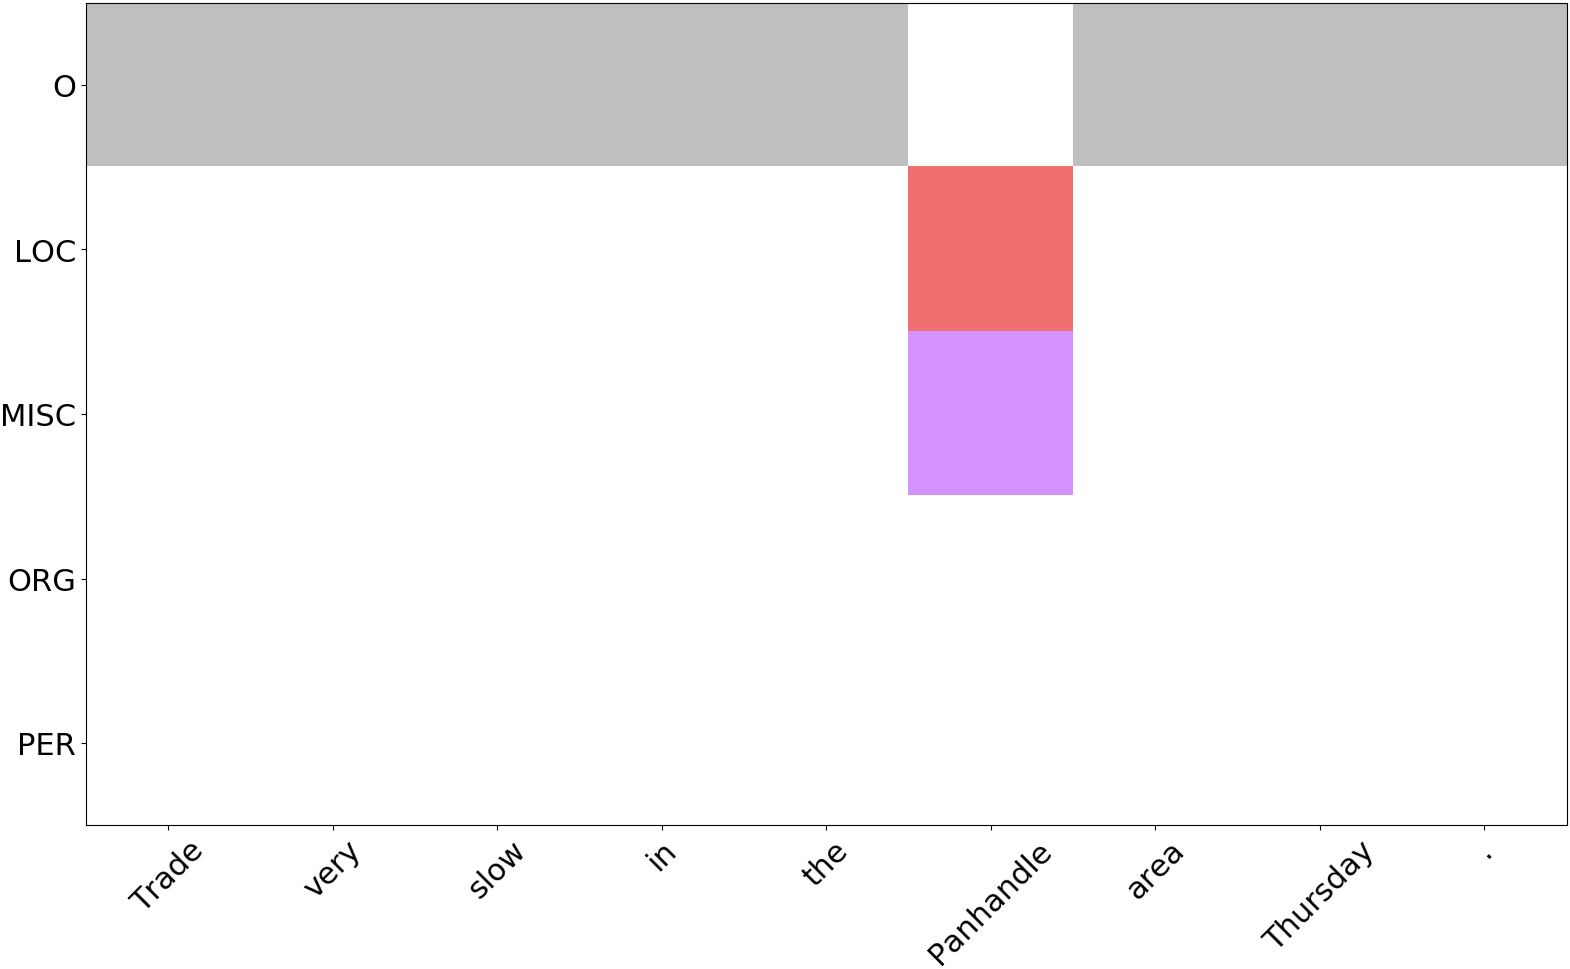 O
LOC
MISC
ORG
PER
Trade very slow in the Panhandle area Thursday .